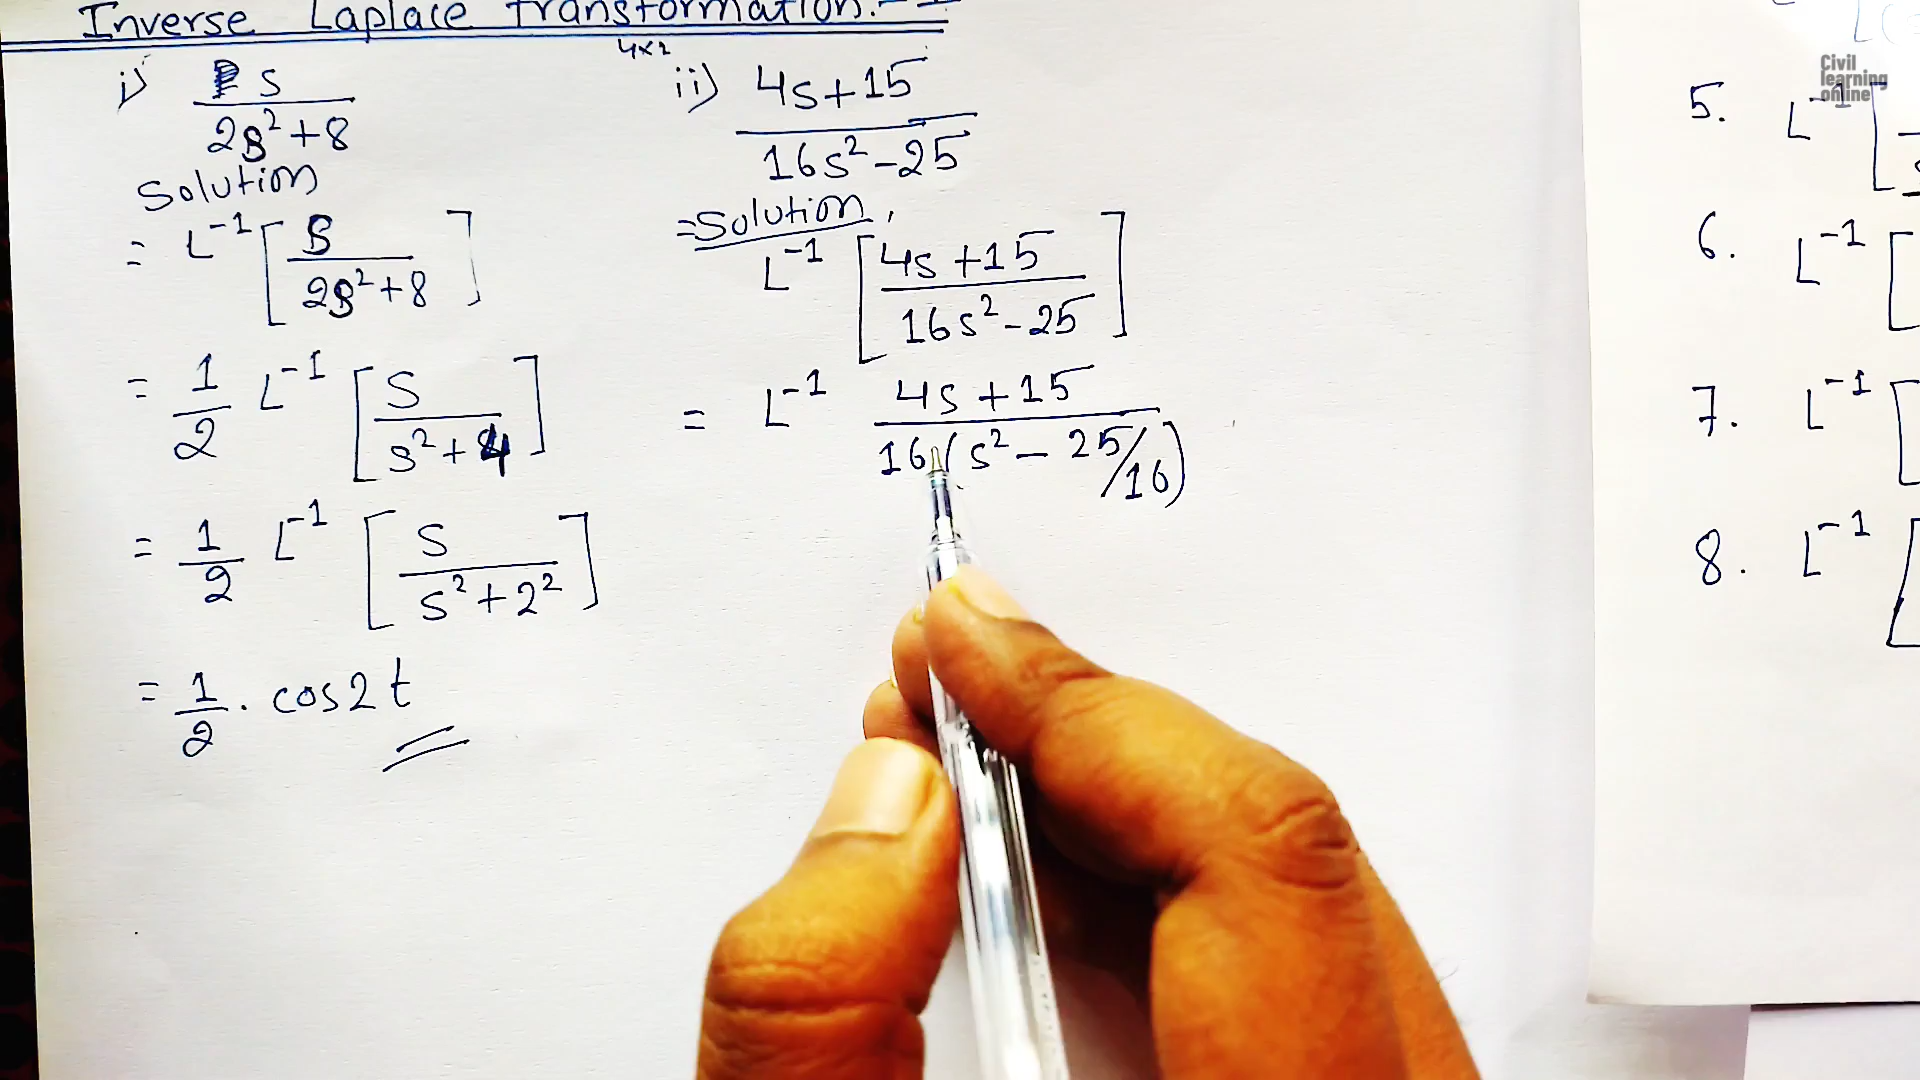 Inverse Laplace Transformation:-
i) s / 2s²+8
Solution
= L⁻¹ [ s / 2s²+8 ]
= 1/2 L⁻¹ [ s / s²+4 ]
= 1/2 L⁻¹ [ s / s²+2² ]
= 1/2 . cos2t
4x2
ii) 4s+15 / 16s²-25
=Solution,
L⁻¹ [ 4s+15 / 16s²-25 ]
= L⁻¹ 4s+15 / 16(s² - 25/16)
Civil
learning
online
5. L⁻¹ [
6. L⁻¹ [
7. L⁻¹ [
8. L⁻¹ [